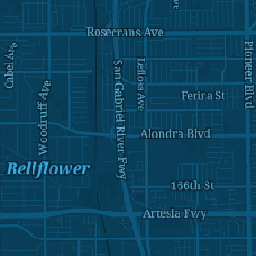 Rosecrans Ave
Cabel Ave
Woodruff Ave
San Gabriel River Fwy
Lafloss Ave
Pioneer Blvd
Ferina St
Alondra Blvd
Bellflower
166th St
Artesia Fwy